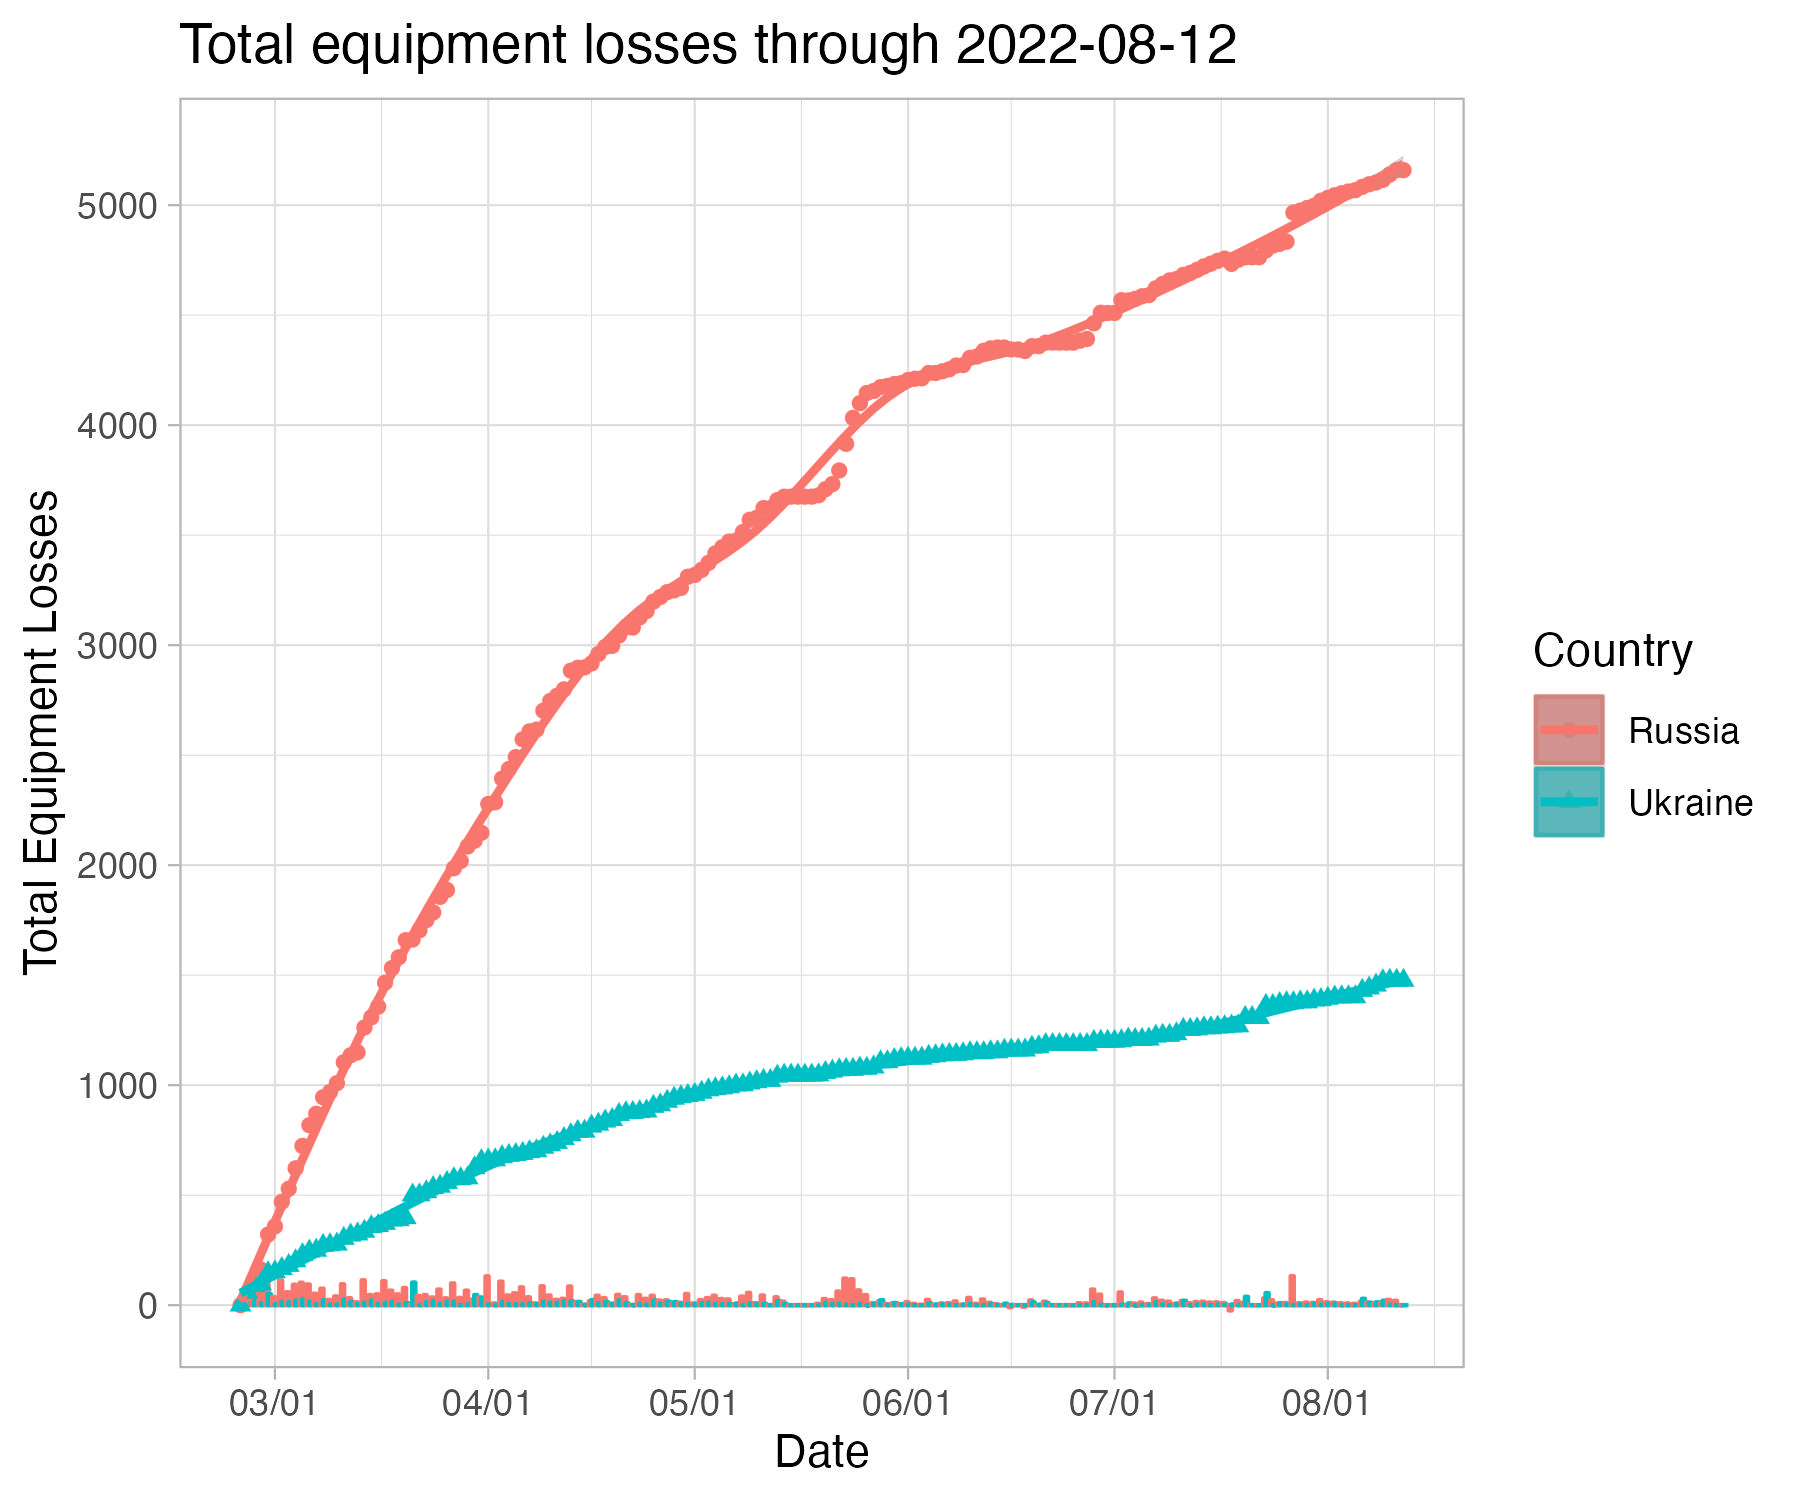 Total equipment losses through 2022-08-12
Total Equipment Losses
5000
4000
3000
2000
1000
0
03/01 04/01 05/01 06/01 07/01 08/01
Date
Country
Russia
Ukraine